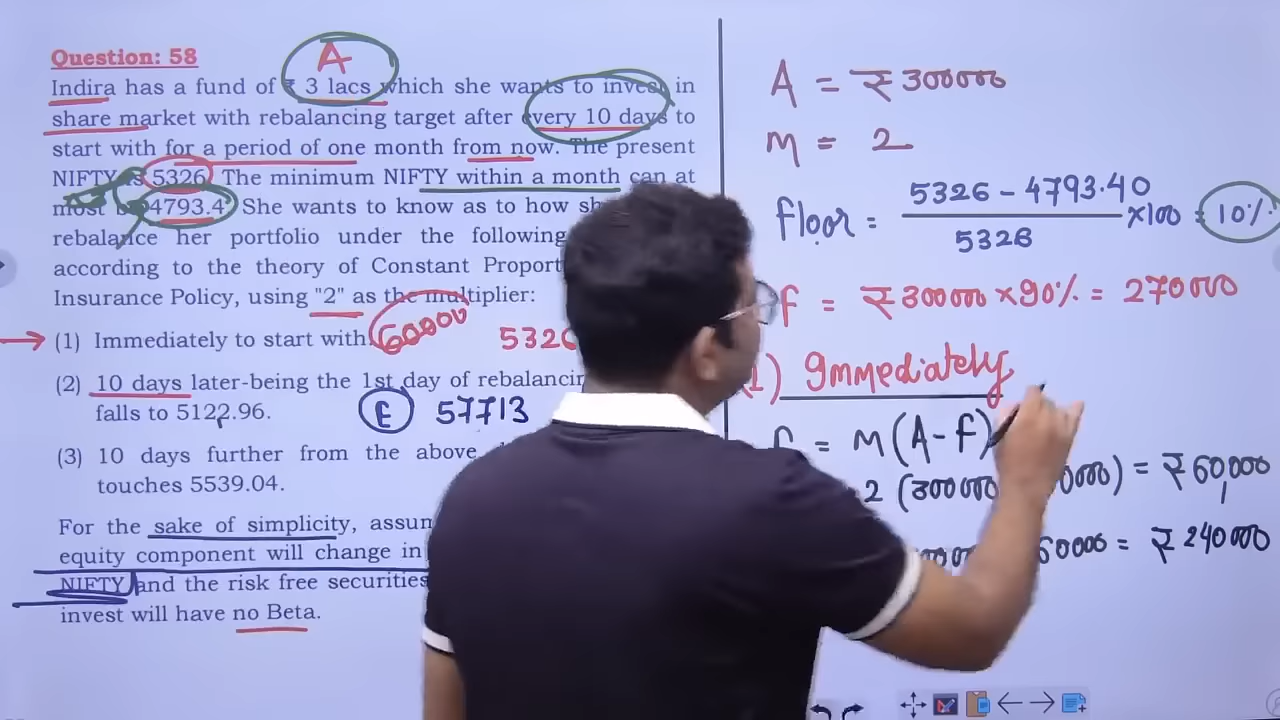 Question: 58
A
Indira has a fund of ₹ 3 lacs which she wants to invest in
share market with rebalancing target after every 10 days to
start with for a period of one month from now. The present
NIFTY is 5326. The minimum NIFTY within a month can at
most be 4793.4. She wants to know as to how
rebalance her portfolio under the following
according to the theory of Constant
Insurance Policy, using "2" as the multiplier:
(1) Immediately to start with. 60000 532
(2) 10 days later-being the 1st day of
falls to 5122.96. E 57713
(3) 10 days further from the above
touches 5539.04.
For the sake of simplicity,
equity component will change in
NIFTY and the risk free securities
invest will have no Beta.
A = ₹300000
m = 2
floor = 5326 - 4793.40
5326
×100 = 10%
f = ₹300000 × 90% = 270000
1) Immediately
= m(A-f)
2 (300000 0000) = ₹60,000
60000 = ₹240000